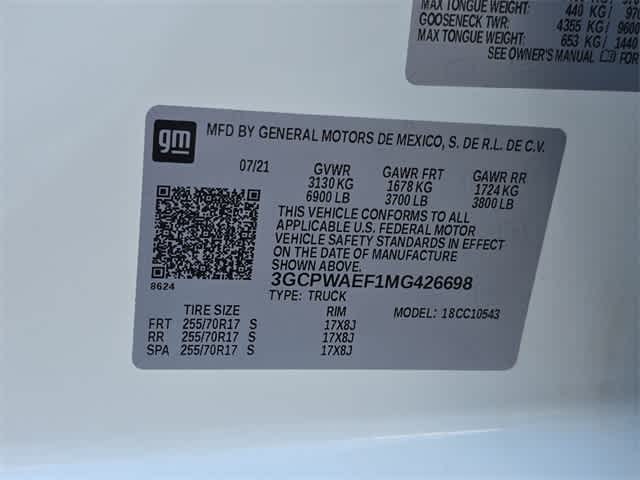 MAX TONGUE WEIGHT:
440 KG /
GOOSENECK TWR:
4355 KG / 9600
MAX TONGUE WEIGHT:
653 KG / 1440
SEE OWNER'S MANUAL FOR
gm
MFD BY GENERAL MOTORS DE MEXICO, S. DE R.L. DE C.V.
07/21 GVWR GAWR FRT GAWR RR
3130 KG 1678 KG 1724 KG
6900 LB 3700 LB 3800 LB
THIS VEHICLE CONFORMS TO ALL
APPLICABLE U.S. FEDERAL MOTOR
VEHICLE SAFETY STANDARDS IN EFFECT
ON THE DATE OF MANUFACTURE
SHOWN ABOVE.
8624
3GCPWAEF1MG426698
TYPE: TRUCK
TIRE SIZE RIM MODEL: 18CC10543
FRT 255/70R17 S 17X8J
RR 255/70R17 S 17X8J
SPA 255/70R17 S 17X8J